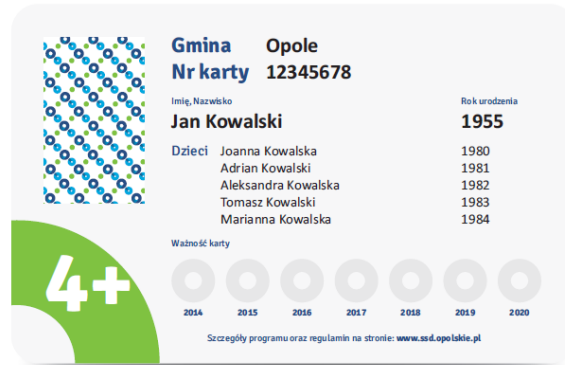 Gmina Opole
Nr karty 12345678
Imię, Nazwisko Rok urodzenia
Jan Kowalski 1955
Dzieci Joanna Kowalska 1980
Adrian Kowalski 1981
Aleksandra Kowalska 1982
Tomasz Kowalski 1983
Marianna Kowalska 1984
Ważność karty
4+
2014 2015 2016 2017 2018 2019 2020
Szczegóły programu oraz regulamin na stronie: www.ssd.opolskie.pl